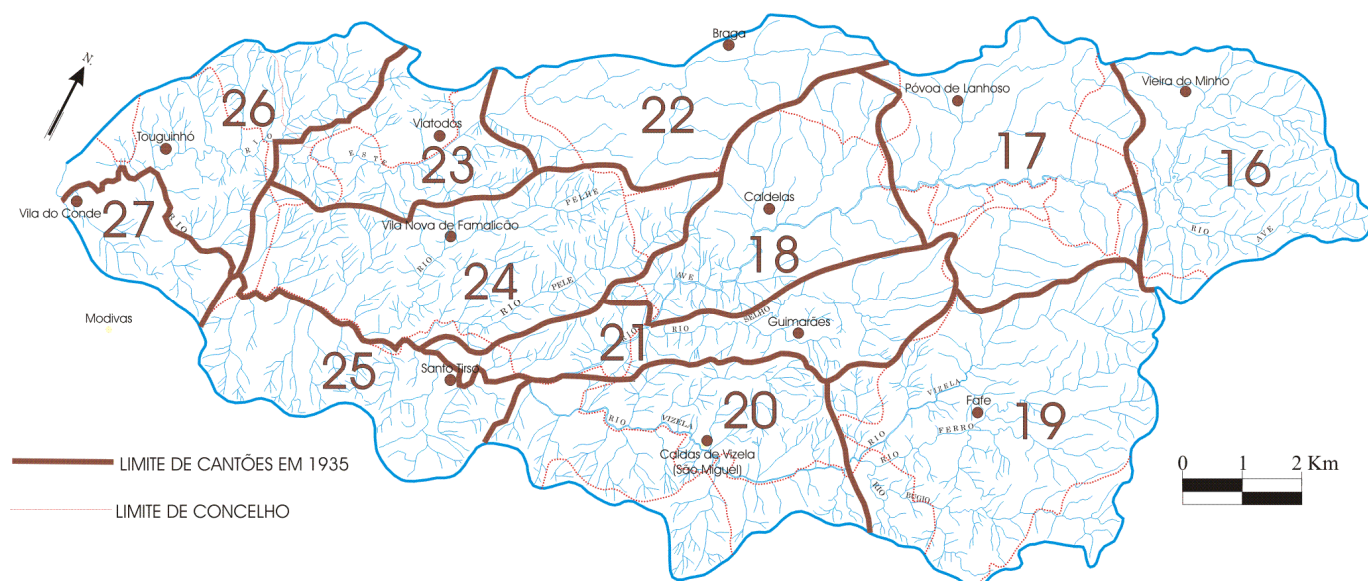 N.
Braga
22
Póvoa de Lanhoso
Vieira do Minho
26
Touguinhó
RIO
Viatodos
ESTE
23
17
16
Vila do Conde
27
RIO
PELHE
Caldelas
Vila Nova de Famalicão
RIO
AVE
RIO
18
24
RIO PELE
AVE
SELHO
Modivas
21
RIO
RIO
Guimarães
25
Santo Tirso
20
RIO VIZELA
Caldas de Vizela
(São Miguel)
RIO VIZELA
Fafe
19
RIO FERRO
RIO BUGIO
LIMITE DE CANTÕES EM 1935
LIMITE DE CONCELHO
0 1 2 Km